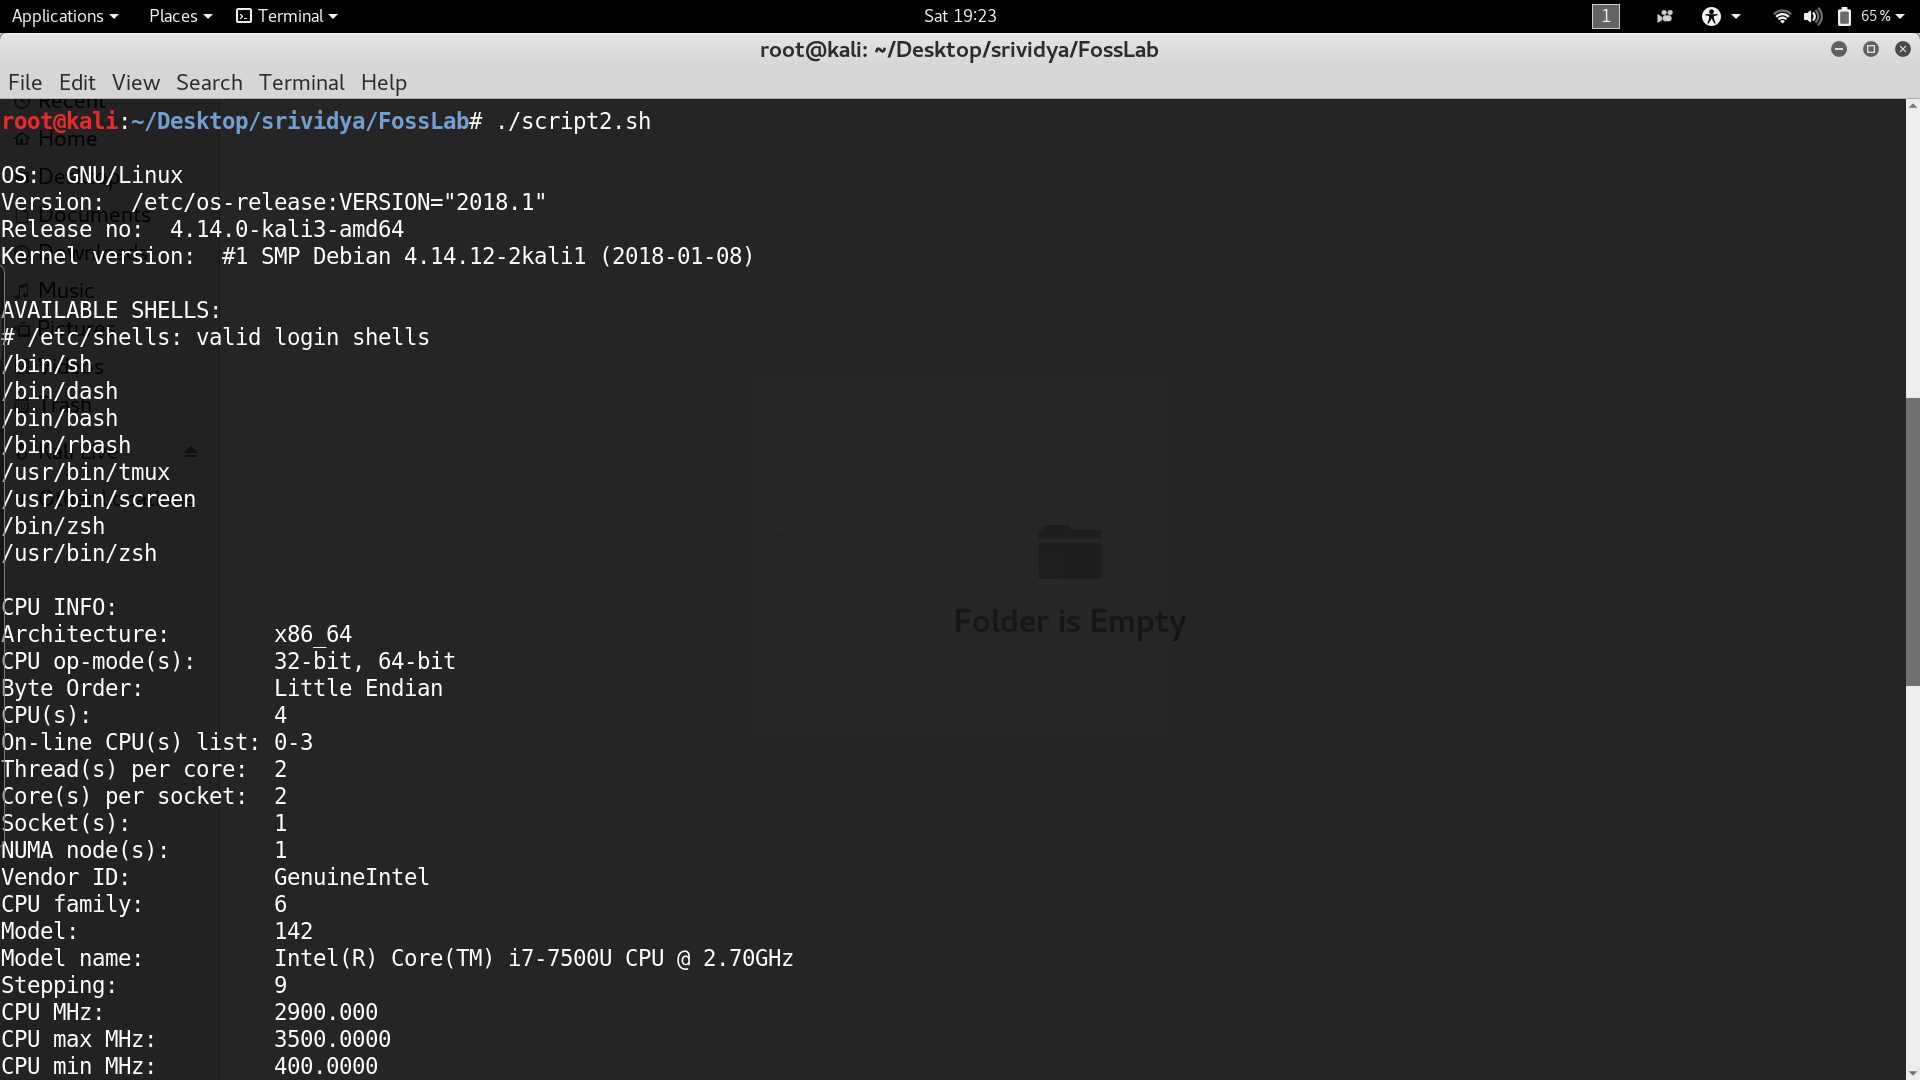 Applications Places Terminal Sat 19:23 1 65%
root@kali: ~/Desktop/srividya/FossLab
File Edit View Search Terminal Help
Recent
root@kali:~/Desktop/srividya/FossLab# ./script2.sh
Home
OS:  GNU/Linux
Version:  /etc/os-release:VERSION="2018.1"
Documents
Release no:  4.14.0-kali3-amd64
Kernel version:  #1 SMP Debian 4.14.12-2kali1 (2018-01-08)
Music
AVAILABLE SHELLS:
# /etc/shells: valid login shells
/bin/sh
/bin/dash
Trash
/bin/bash
/bin/rbash
/usr/bin/tmux
/usr/bin/screen
/bin/zsh
/usr/bin/zsh
CPU INFO:
Folder is Empty
Architecture:        x86_64
CPU op-mode(s):      32-bit, 64-bit
Byte Order:          Little Endian
CPU(s):              4
On-line CPU(s) list: 0-3
Thread(s) per core:  2
Core(s) per socket:  2
Socket(s):           1
NUMA node(s):        1
Vendor ID:           GenuineIntel
CPU family:          6
Model:               142
Model name:          Intel(R) Core(TM) i7-7500U CPU @ 2.70GHz
Stepping:            9
CPU MHz:             2900.000
CPU max MHz:         3500.0000
CPU min MHz:         400.0000